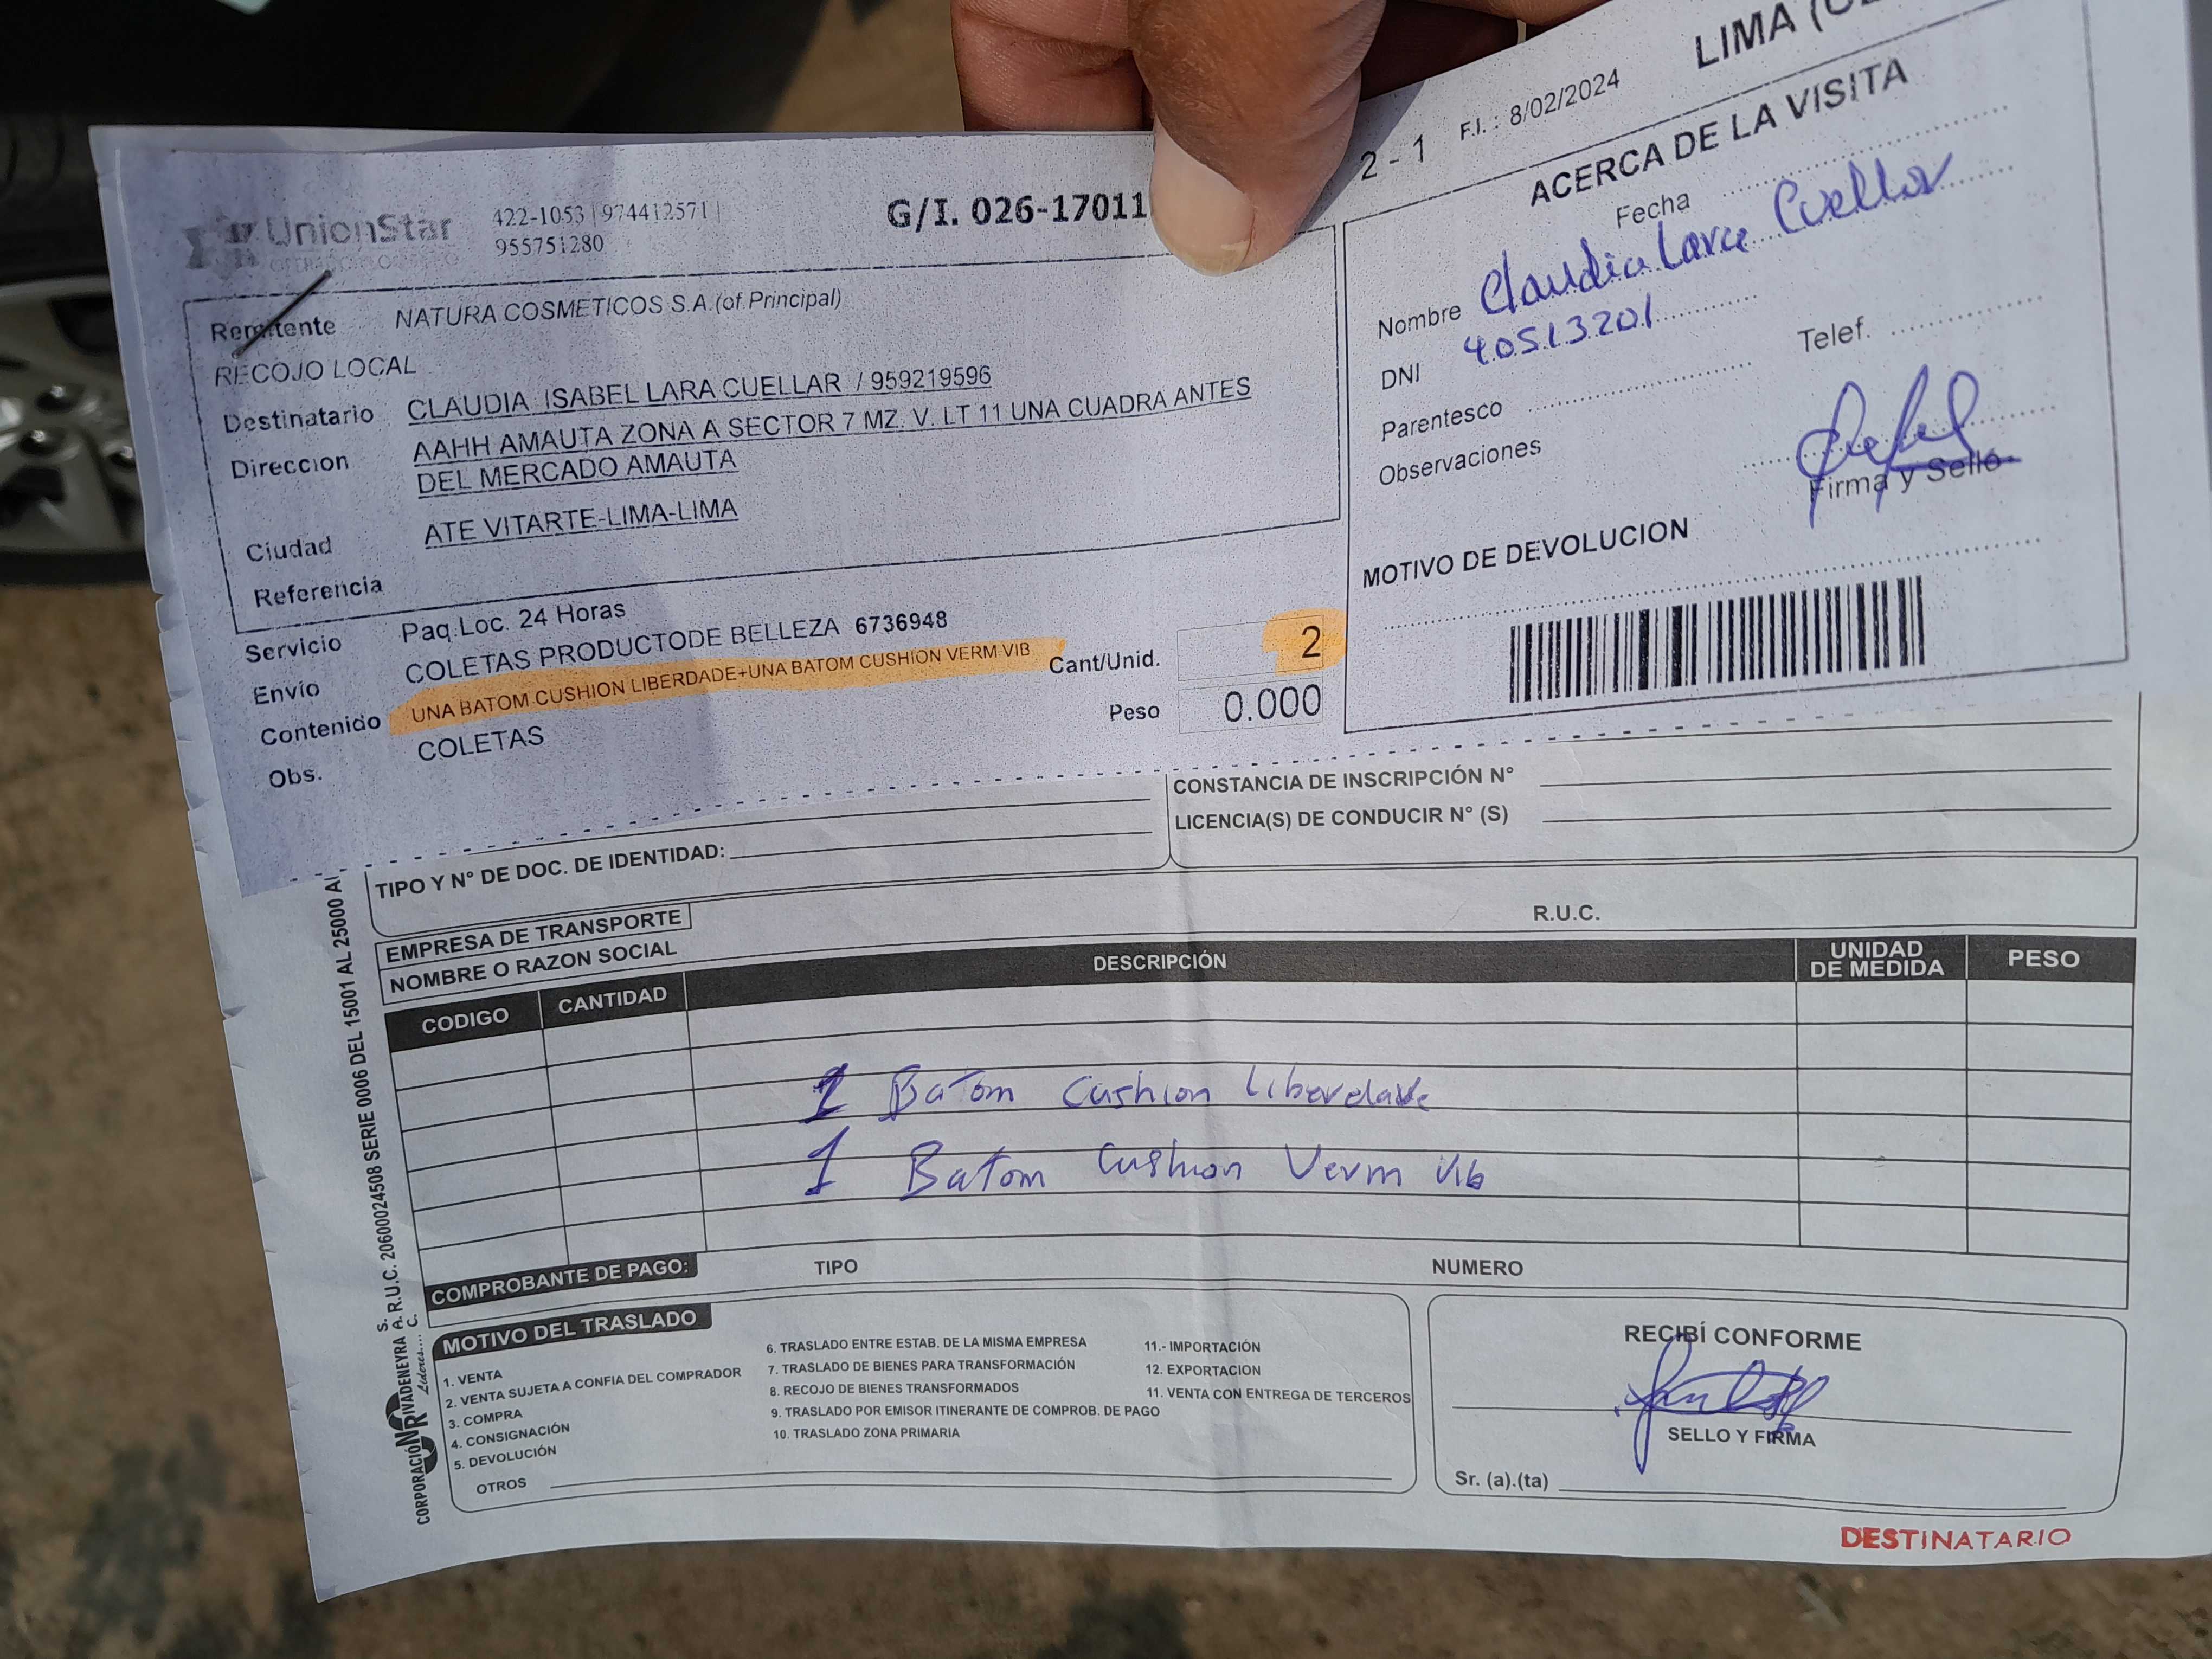 UnionStar
422-1053 | 974412571 |
955751280
G/I. 026-17011
2 - 1 F.I. : 8/02/2024
LIMA
Remitente NATURA COSMETICOS S.A.(of.Principal)
RECOJO LOCAL
Destinatario CLAUDIA ISABEL LARA CUELLAR / 959219596
Direccion AAHH AMAUTA ZONA A SECTOR 7 MZ. V. LT 11 UNA CUADRA ANTES
DEL MERCADO AMAUTA
Ciudad ATE VITARTE-LIMA-LIMA
Referencia
Servicio Paq.Loc. 24 Horas
Envío COLETAS PRODUCTODE BELLEZA 6736948
Contenido UNA BATOM CUSHION LIBERDADE+UNA BATOM CUSHION VERM VIB
Cant/Unid. 2
Obs. COLETAS
Peso 0.000
ACERCA DE LA VISITA
Fecha
Nombre Claudia Lara Cuellar
DNI 40513201
Telef.
Parentesco
Observaciones
Firma y Sello
MOTIVO DE DEVOLUCION
CONSTANCIA DE INSCRIPCIÓN N°
LICENCIA(S) DE CONDUCIR N° (S)
TIPO Y N° DE DOC. DE IDENTIDAD:
EMPRESA DE TRANSPORTE
NOMBRE O RAZON SOCIAL
R.U.C.
CODIGO CANTIDAD DESCRIPCIÓN UNIDAD DE MEDIDA PESO
1 Batom Cushion Liberdade
1 Batom Cushion Verm Vib
COMPROBANTE DE PAGO: TIPO NUMERO
MOTIVO DEL TRASLADO
1. VENTA
2. VENTA SUJETA A CONFIA DEL COMPRADOR
3. COMPRA
4. CONSIGNACIÓN
5. DEVOLUCIÓN
OTROS
6. TRASLADO ENTRE ESTAB. DE LA MISMA EMPRESA
7. TRASLADO DE BIENES PARA TRANSFORMACIÓN
8. RECOJO DE BIENES TRANSFORMADOS
9. TRASLADO POR EMISOR ITINERANTE DE COMPROB. DE PAGO
10. TRASLADO ZONA PRIMARIA
11.- IMPORTACIÓN
12. EXPORTACION
11. VENTA CON ENTREGA DE TERCEROS
RECIBÍ CONFORME
SELLO Y FIRMA
Sr. (a).(ta)
DESTINATARIO
CORPORACIÓN RIVADENEYRA S.A.C. R.U.C. 20600024508 SERIE 0006 DEL 15001 AL 25000
Líderes....